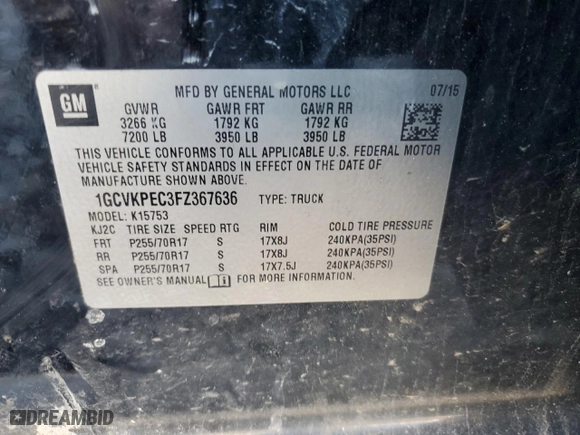 GM
MFD BY GENERAL MOTORS LLC 07/15
GVWR GAWR FRT GAWR RR
3266 KG 1792 KG 1792 KG
7200 LB 3950 LB 3950 LB
THIS VEHICLE CONFORMS TO ALL APPLICABLE U.S. FEDERAL MOTOR
VEHICLE SAFETY STANDARDS IN EFFECT ON THE DATE OF
MANUFACTURE SHOWN ABOVE.
1GCVKPEC3FZ367636 TYPE: TRUCK
MODEL: K15753
KJ2C TIRE SIZE SPEED RTG RIM COLD TIRE PRESSURE
FRT P255/70R17 S 17X8J 240KPA(35PSI)
RR P255/70R17 S 17X8J 240KPA(35PSI)
SPA P255/70R17 S 17X7.5J 240KPA(35PSI)
SEE OWNER'S MANUAL FOR MORE INFORMATION.
DREAMBID